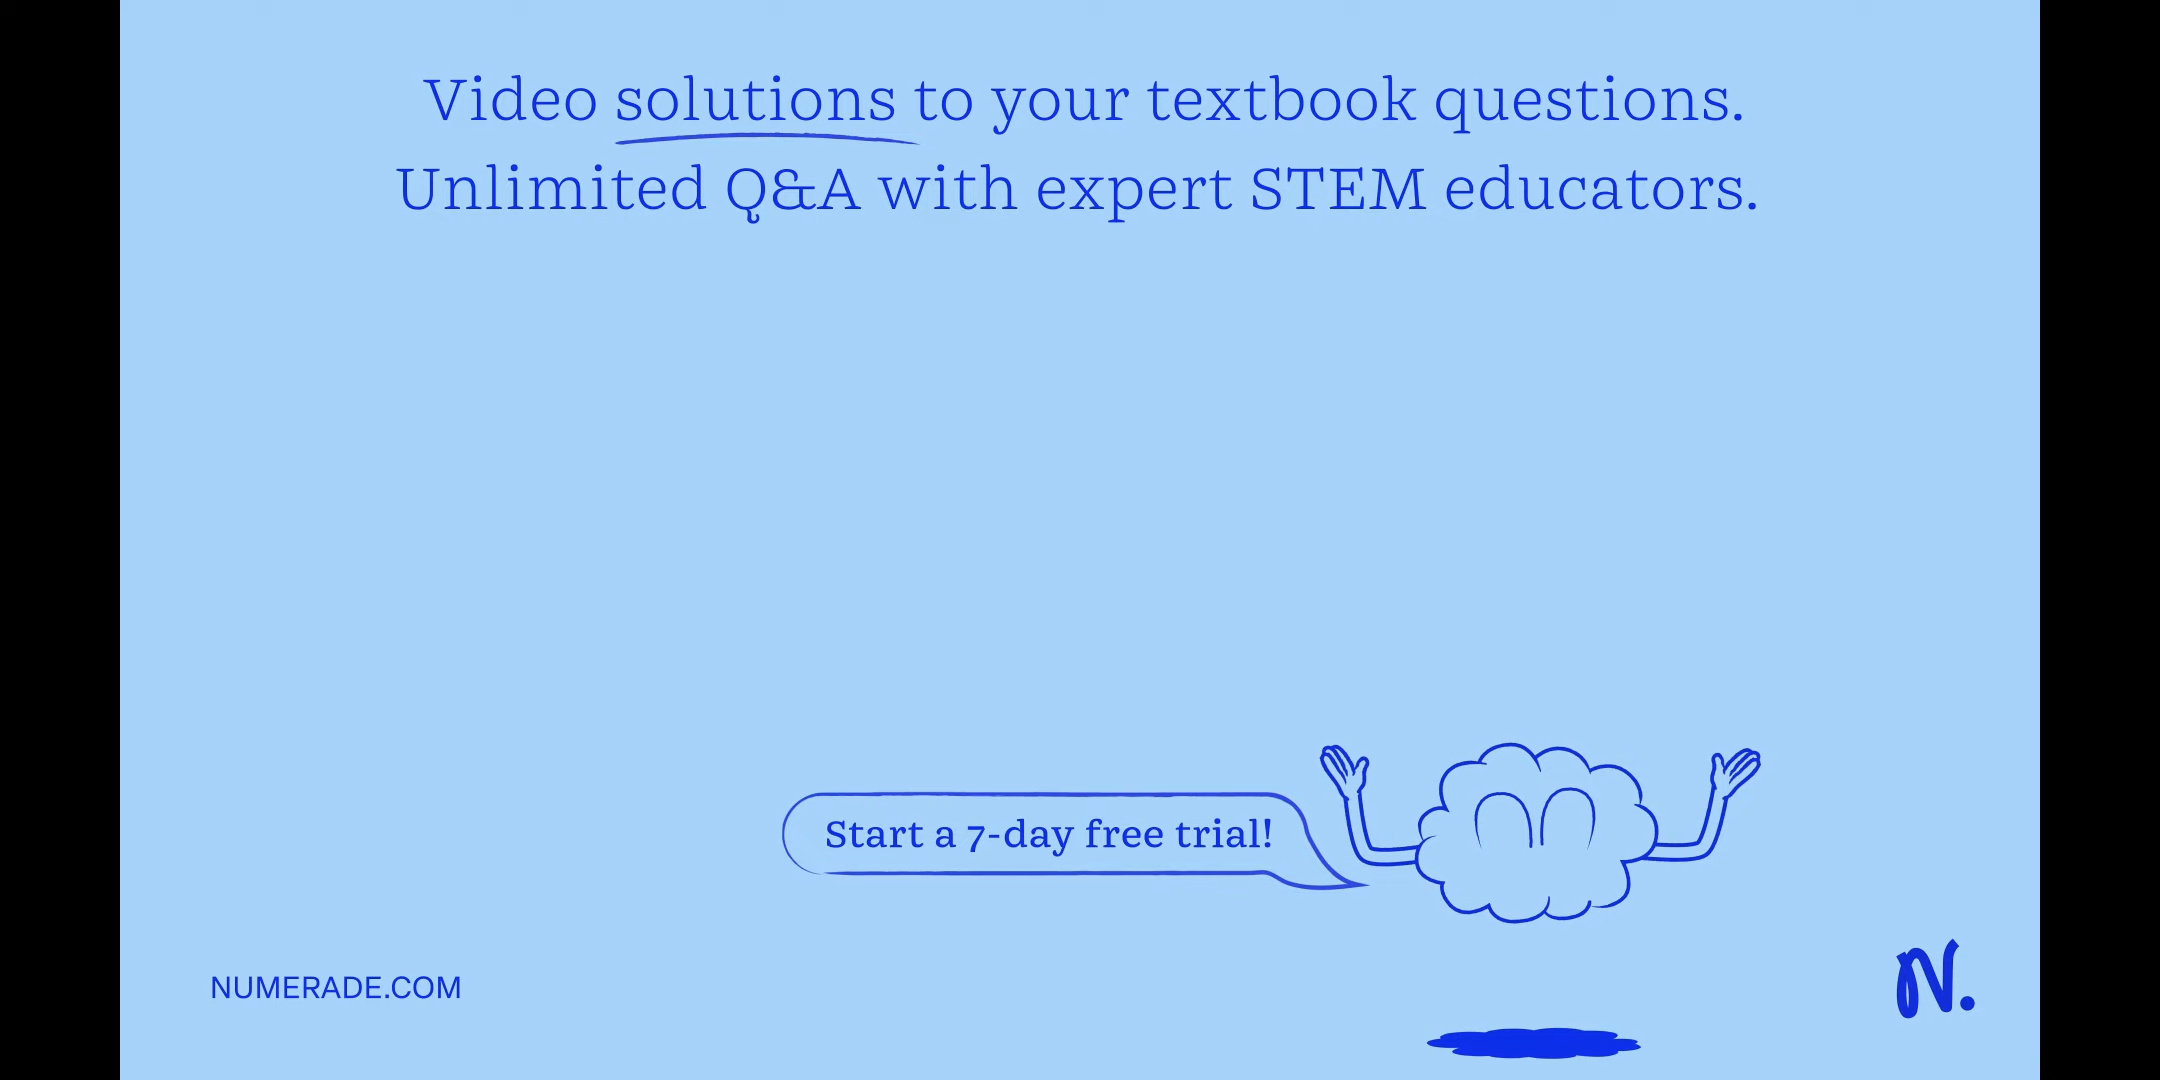 Video solutions to your textbook questions.
Unlimited Q&A with expert STEM educators.
Start a 7-day free trial!
NUMERADE.COM
N.